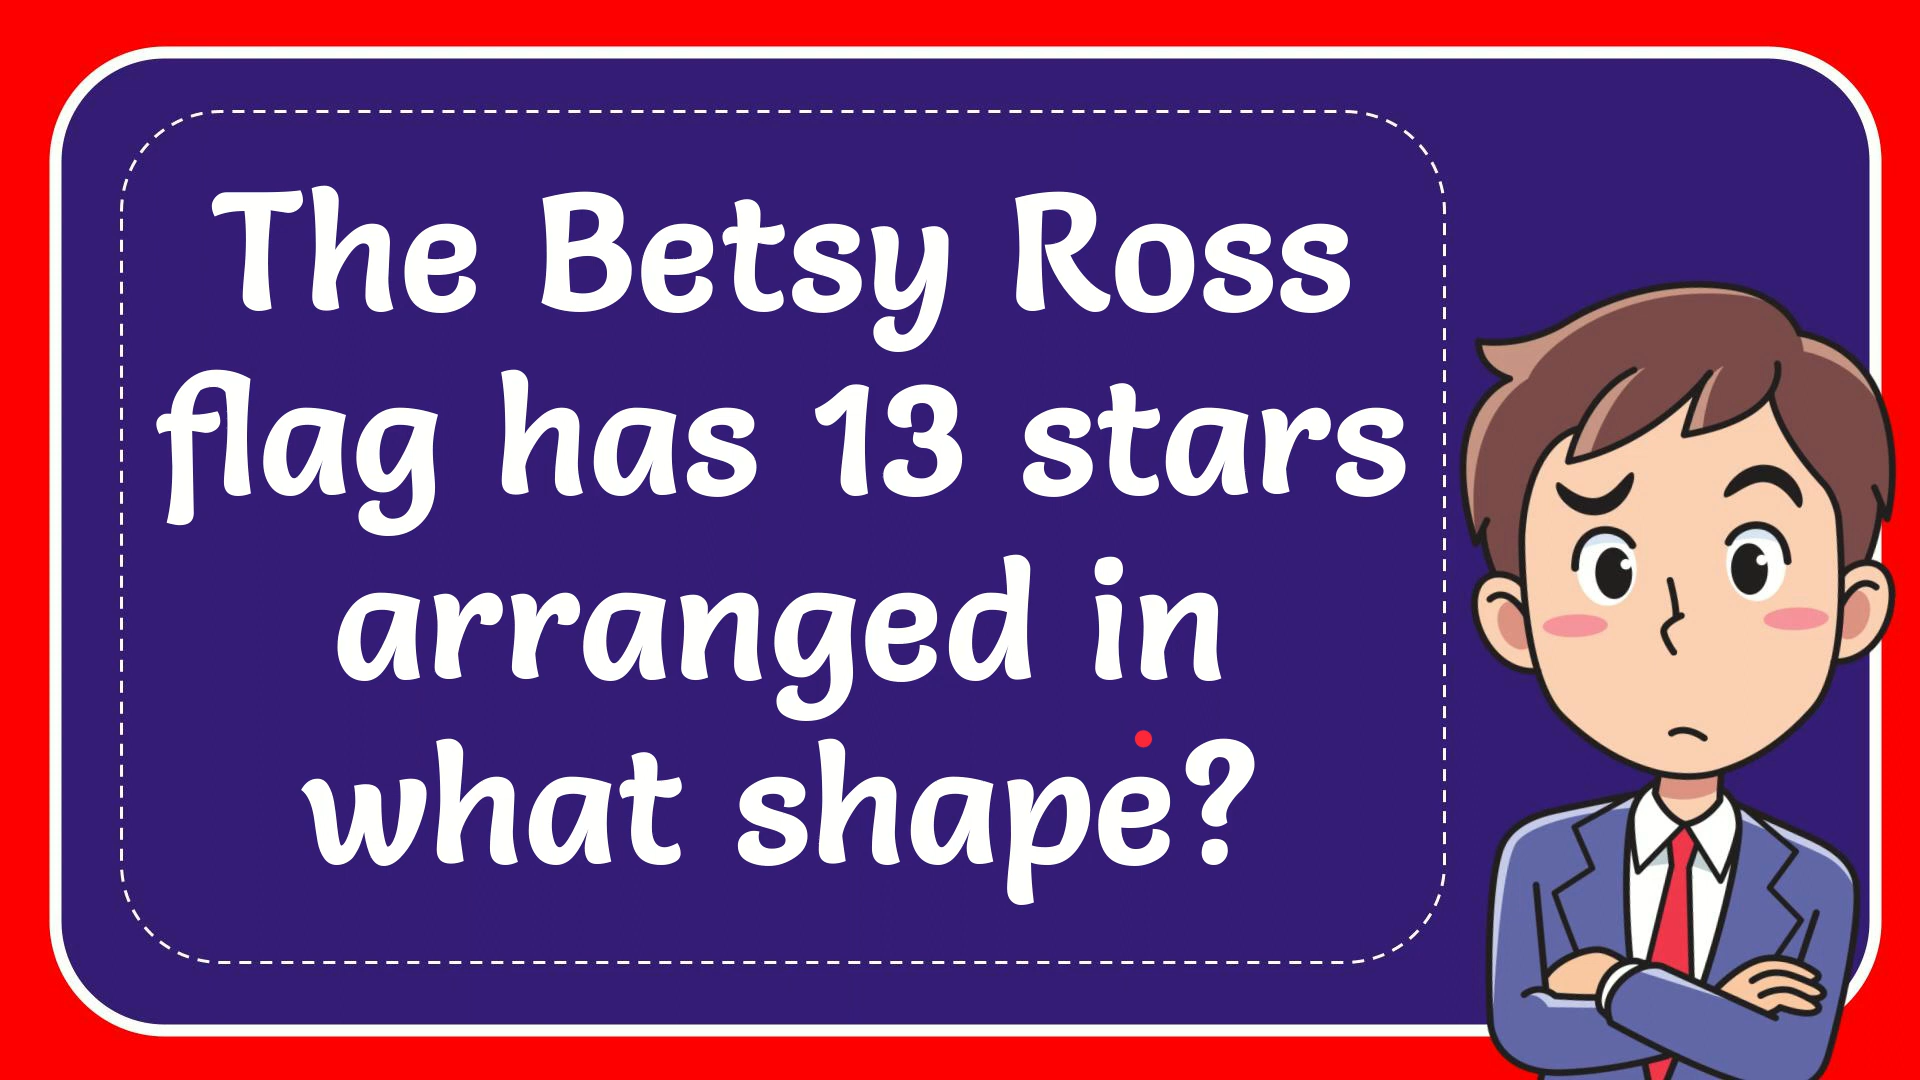 The Betsy Ross
flag has 13 stars
arranged in
what shape?